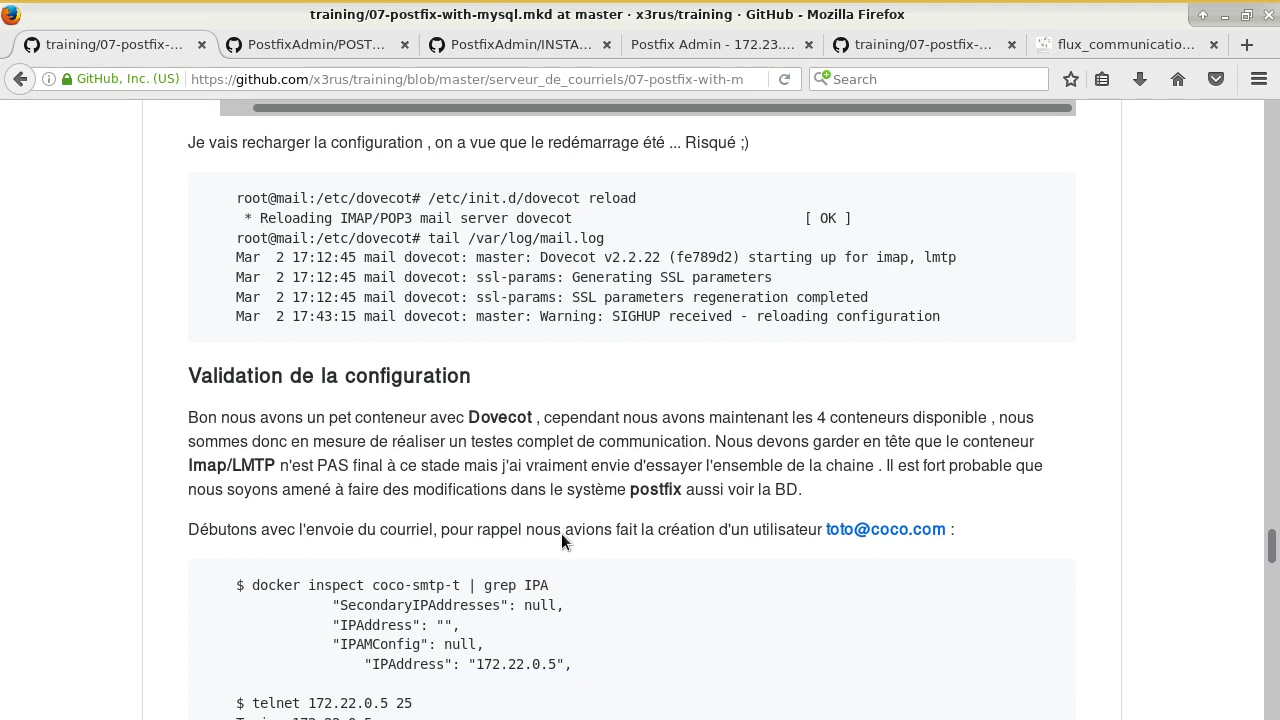 training/07-postfix-with-mysql.mkd at master · x3rus/training · GitHub - Mozilla Firefox
training/07-postfix-... PostfixAdmin/POST... PostfixAdmin/INSTA... Postfix Admin - 172.23.... training/07-postfix-... flux_communicatio...
GitHub, Inc. (US) https://github.com/x3rus/training/blob/master/serveur_de_courriels/07-postfix-with-m Search
Je vais recharger la configuration , on a vue que le redémarrage été ... Risqué ;)
root@mail:/etc/dovecot# /etc/init.d/dovecot reload
* Reloading IMAP/POP3 mail server dovecot [ OK ]
root@mail:/etc/dovecot# tail /var/log/mail.log
Mar  2 17:12:45 mail dovecot: master: Dovecot v2.2.22 (fe789d2) starting up for imap, lmtp
Mar  2 17:12:45 mail dovecot: ssl-params: Generating SSL parameters
Mar  2 17:12:45 mail dovecot: ssl-params: SSL parameters regeneration completed
Mar  2 17:43:15 mail dovecot: master: Warning: SIGHUP received - reloading configuration
Validation de la configuration
Bon nous avons un pet conteneur avec Dovecot , cependant nous avons maintenant les 4 conteneurs disponible , nous
sommes donc en mesure de réaliser un testes complet de communication. Nous devons garder en tête que le conteneur
Imap/LMTP n'est PAS final à ce stade mais j'ai vraiment envie d'essayer l'ensemble de la chaine . Il est fort probable que
nous soyons amené à faire des modifications dans le système postfix aussi voir la BD.
Débutons avec l'envoie du courriel, pour rappel nous avions fait la création d'un utilisateur toto@coco.com :
$ docker inspect coco-smtp-t | grep IPA
"SecondaryIPAddresses": null,
"IPAddress": "",
"IPAMConfig": null,
"IPAddress": "172.22.0.5",
$ telnet 172.22.0.5 25